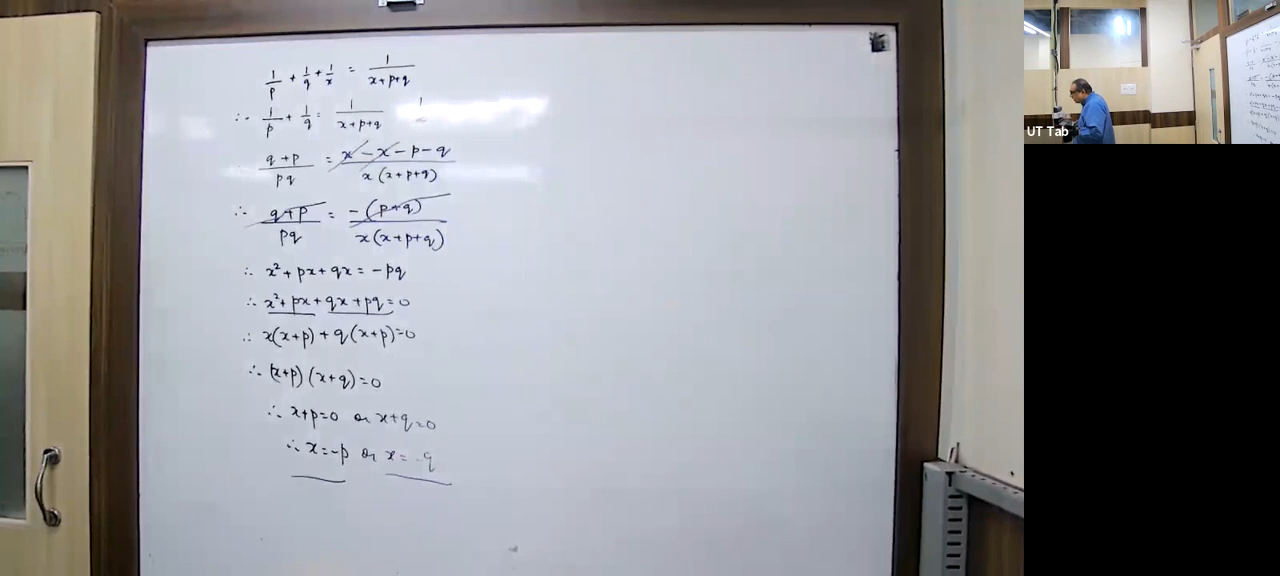 1/p + 1/q + 1/x = 1/(x+p+q)
∴ 1/p + 1/q = 1/(x+p+q) 1/
(q+p)/pq = (x-x-p-q)/(x(x+p+q))
∴ (q+p)/pq = -(p+q)/(x(x+p+q))
∴ x²+px+qx=-pq
∴ x²+px+qx+pq=0
∴ x(x+p)+q(x+p)=0
∴ (x+p)(x+q)=0
∴ x+p=0 or x+q=0
∴ x=-p or x=-q
UT Tab